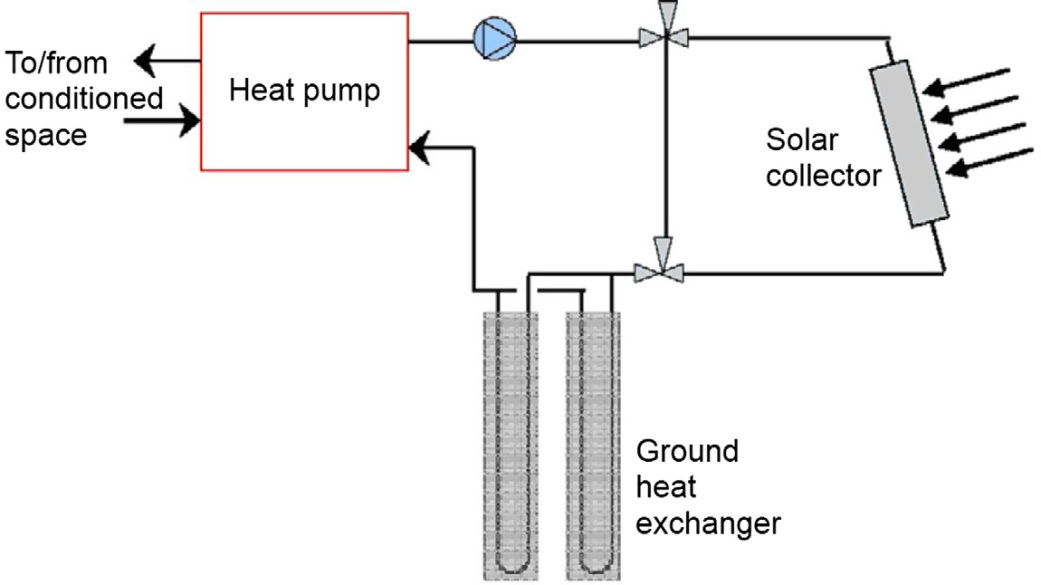 To/from
conditioned
space
Heat pump
Solar
collector
Ground
heat
exchanger